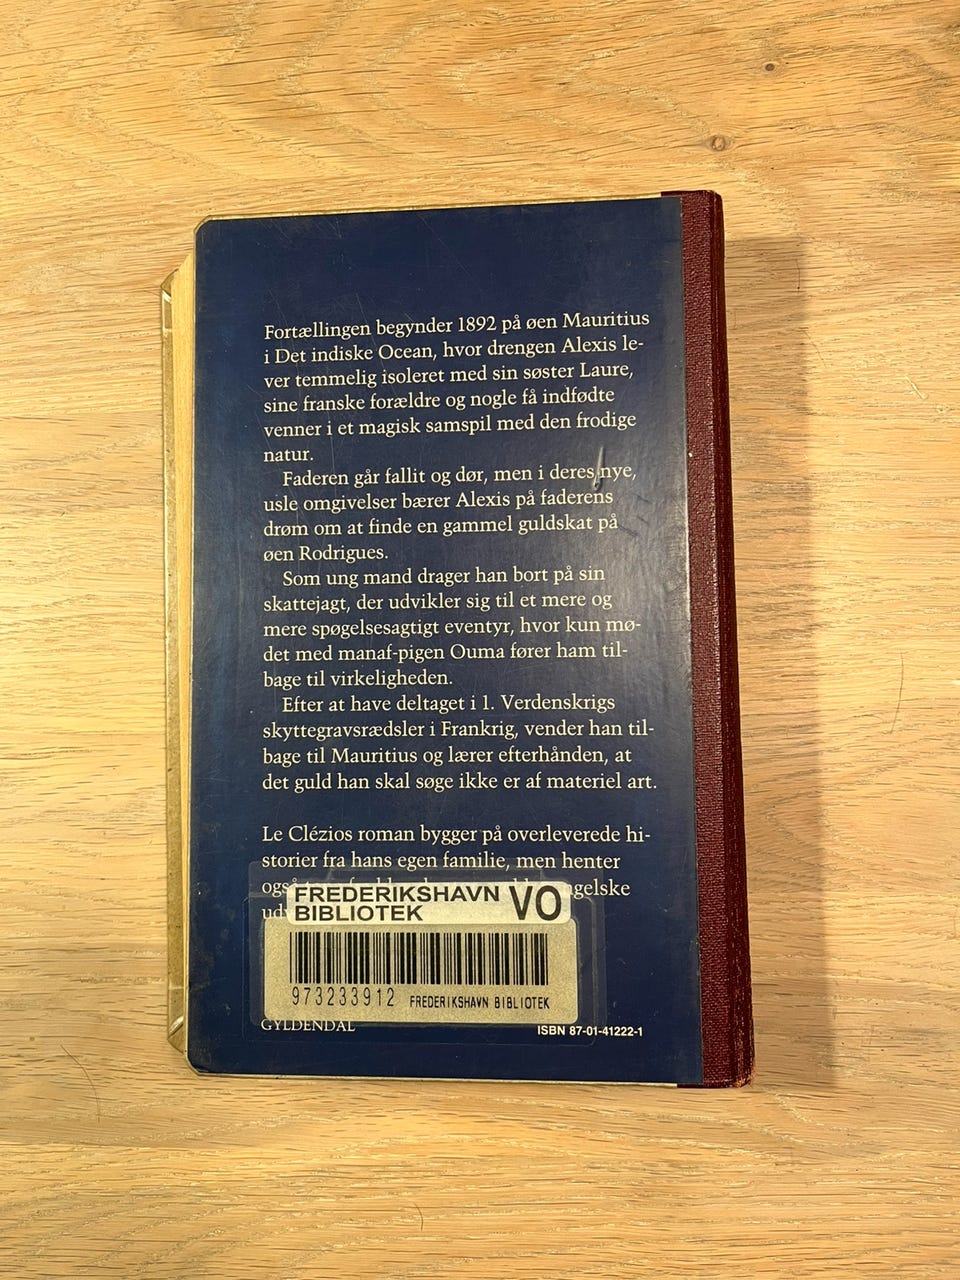 Fortællingen begynder 1892 på øen Mauritius
i Det indiske Ocean, hvor drengen Alexis le-
ver temmelig isoleret med sin søster Laure,
sine franske forældre og nogle få indfødte
venner i et magisk samspil med den frodige
natur.
Faderen går fallit og dør, men i deres nye,
usle omgivelser bærer Alexis på faderens
drøm om at finde en gammel guldskat på
øen Rodrigues.
Som ung mand drager han bort på sin
skattejagt, der udvikler sig til et mere og
mere spøgelsesagtigt eventyr, hvor kun mø-
det med manaf-pigen Ouma fører ham til-
bage til virkeligheden.
Efter at have deltaget i 1. Verdenskrigs
skyttegravsrædsler i Frankrig, vender han til-
bage til Mauritius og lærer efterhånden, at
det guld han skal søge ikke er af materiel art.
Le Clézios roman bygger på overleverede hi-
storier fra hans egen familie, men henter
FREDERIKSHAVN VO
BIBLIOTEK
973233912 FREDERIKSHAVN BIBLIOTEK
GYLDENDAL ISBN 87-01-41222-1